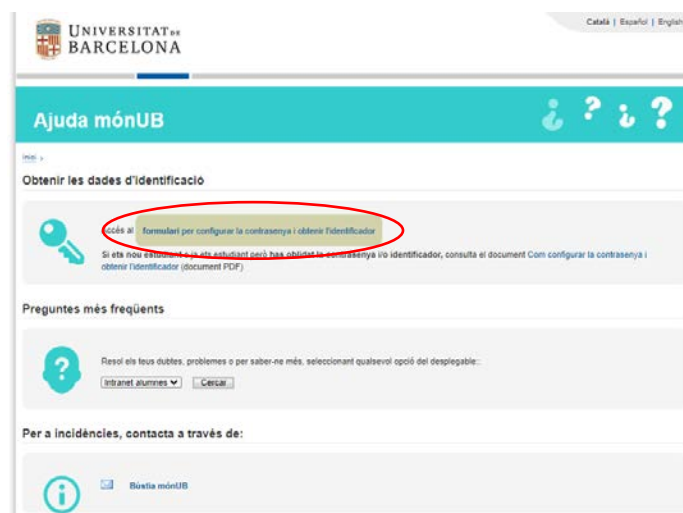 Català | Español | English
UNIVERSITAT DE
BARCELONA
Ajuda mónUB
Inici >
Obtenir les dades d'identificació
Accés al formulari per configurar la contrasenya i obtenir l'identificador
Si ets nou estudiant o ja ets estudiant però has oblidat la contrasenya i/o identificador, consulta el document Com configurar la contrasenya i
obtenir l'identificador (document PDF)
Preguntes més freqüents
Resol els teus dubtes, problemes o per saber-ne més, seleccionant qualsevol opció del desplegable::
Intranet alumnes Cercar
Per a incidències, contacta a través de:
Bústia mónUB